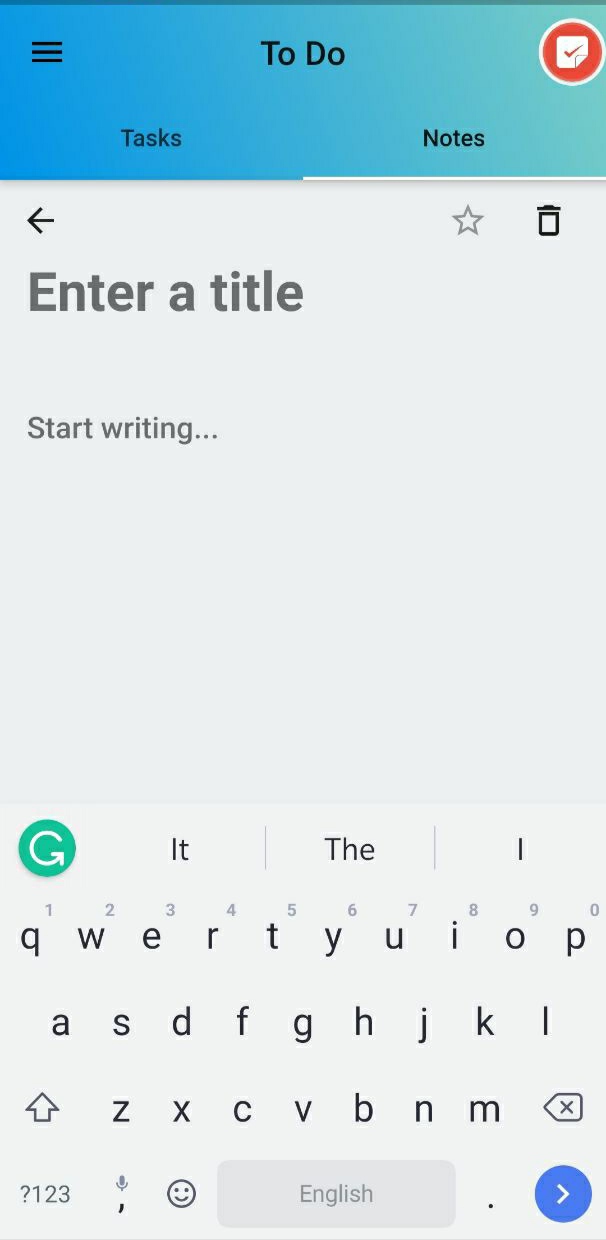 To Do
Tasks Notes
Enter a title
Start writing...
G It The I
1 2 3 4 5 6 7 8 9 0
q w e r t y u i o p
a s d f g h j k l
z x c v b n m
?123 , English .